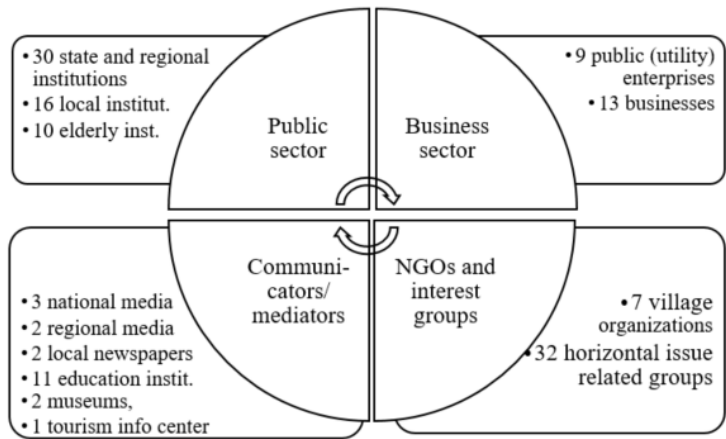 • 30 state and regional
institutions
• 16 local institut.
• 10 elderly inst.
Public
sector
Business
sector
• 9 public (utility)
enterprises
• 13 businesses
• 3 national media
• 2 regional media
• 2 local newspapers
• 11 education instit.
• 2 museums,
• 1 tourism info center
Communi-
cators/
mediators
NGOs and
interest
groups
• 7 village
organizations
• 32 horizontal issue
related groups